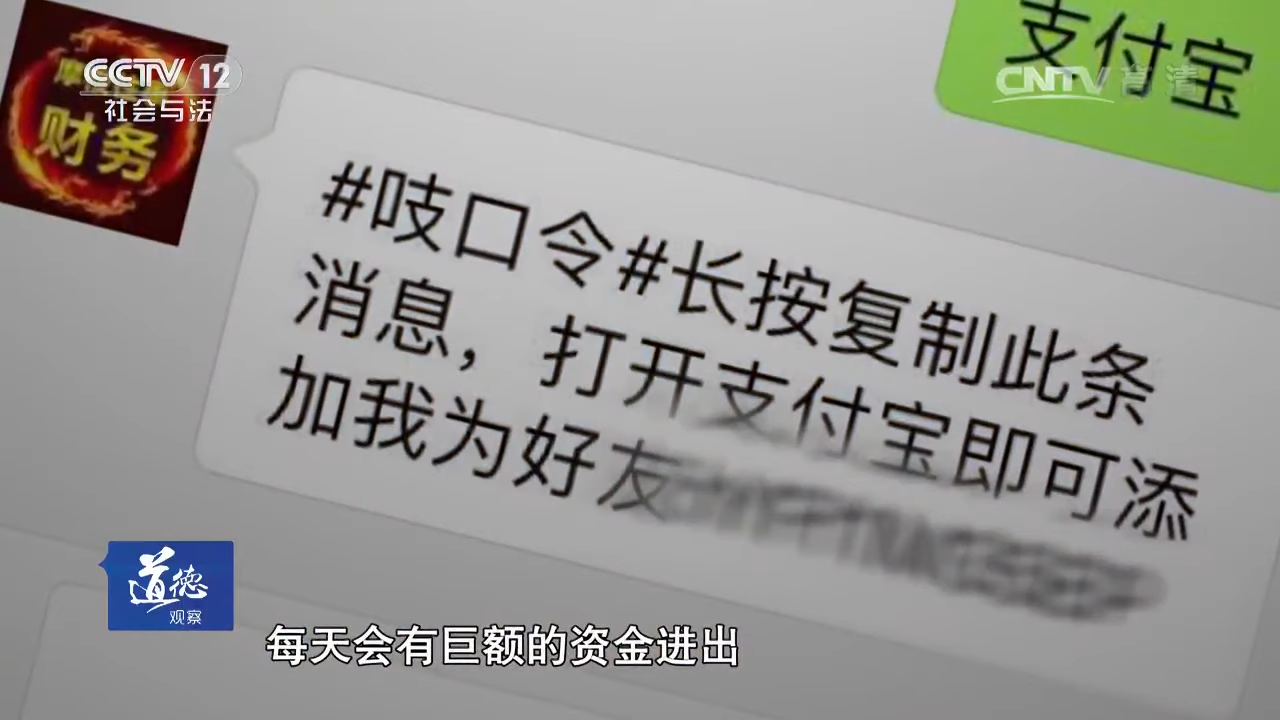 CCTV 12
社会与法
财务
CNTV 高清
支付宝
#吱口令#长按复制此条
消息，打开支付宝即可添
加我为好友
道德
观察
每天会有巨额的资金进出